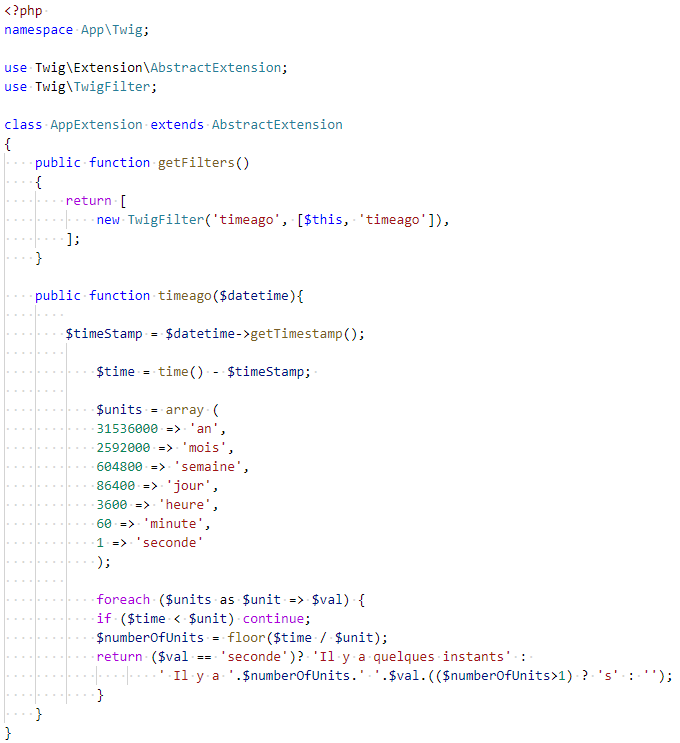 <?php
namespace App\Twig;
use Twig\Extension\AbstractExtension;
use Twig\TwigFilter;
class AppExtension extends AbstractExtension
{
public function getFilters()
{
return [
new TwigFilter('timeago', [$this, 'timeago']),
];
}
public function timeago($datetime){
$timeStamp = $datetime->getTimestamp();
$time = time() - $timeStamp;
$units = array (
31536000 => 'an',
2592000 => 'mois',
604800 => 'semaine',
86400 => 'jour',
3600 => 'heure',
60 => 'minute',
1 => 'seconde'
);
foreach ($units as $unit => $val) {
if ($time < $unit) continue;
$numberOfUnits = floor($time / $unit);
return ($val == 'seconde')? 'Il y a quelques instants' :
' Il y a '.$numberOfUnits.' '.$val.(($numberOfUnits>1) ? 's' : '');
}
}
}